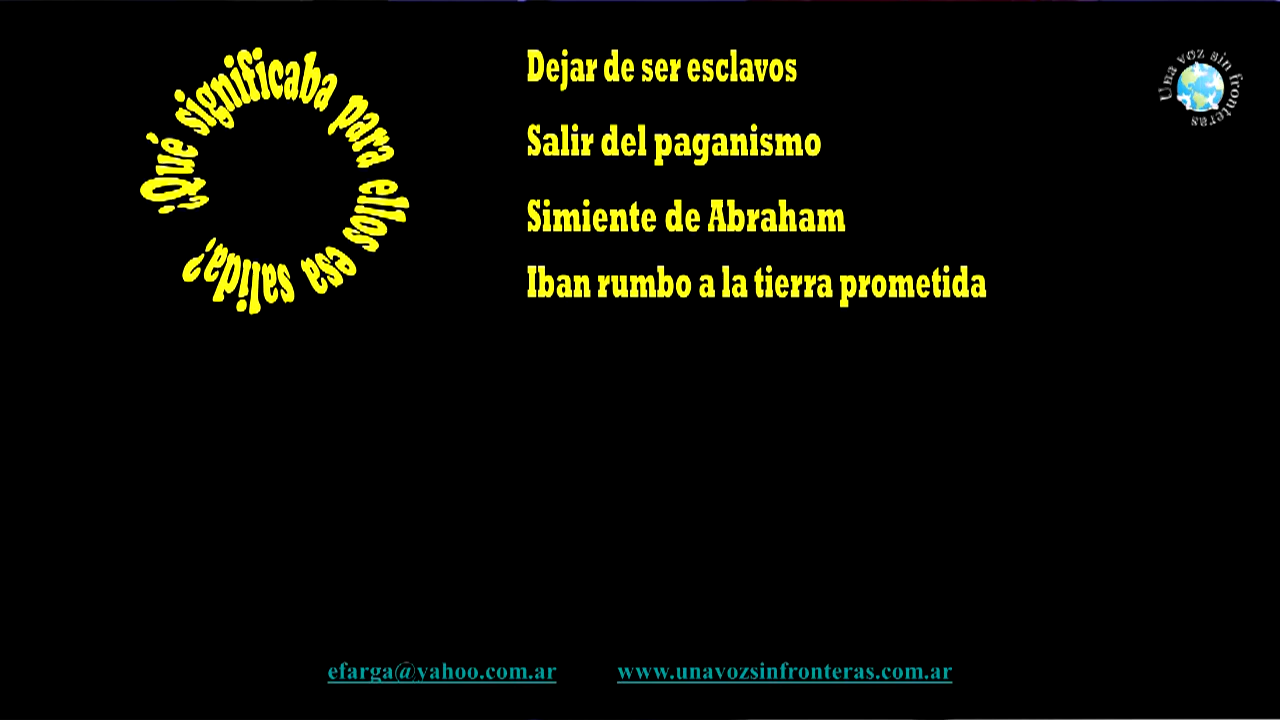 ¿Qué significaba para ellos esa salida?
Dejar de ser esclavos
Salir del paganismo
Simiente de Abraham
Iban rumbo a la tierra prometida
Una voz sin fronteras
efarga@yahoo.com.ar
www.unavozsinfronteras.com.ar